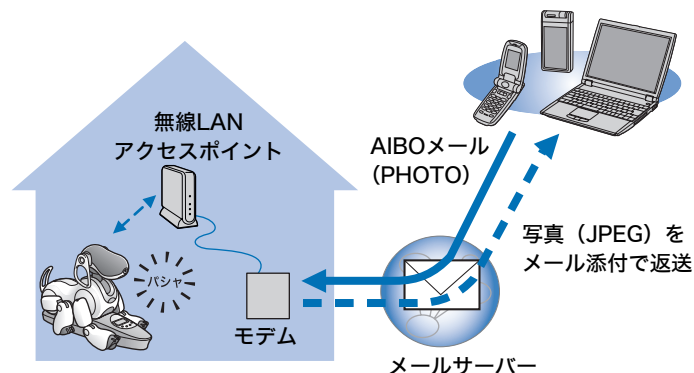 無線LAN
アクセスポイント
パシャ
モデム
AIBOメール
（PHOTO）
写真（JPEG）を
メール添付で返送
メールサーバー